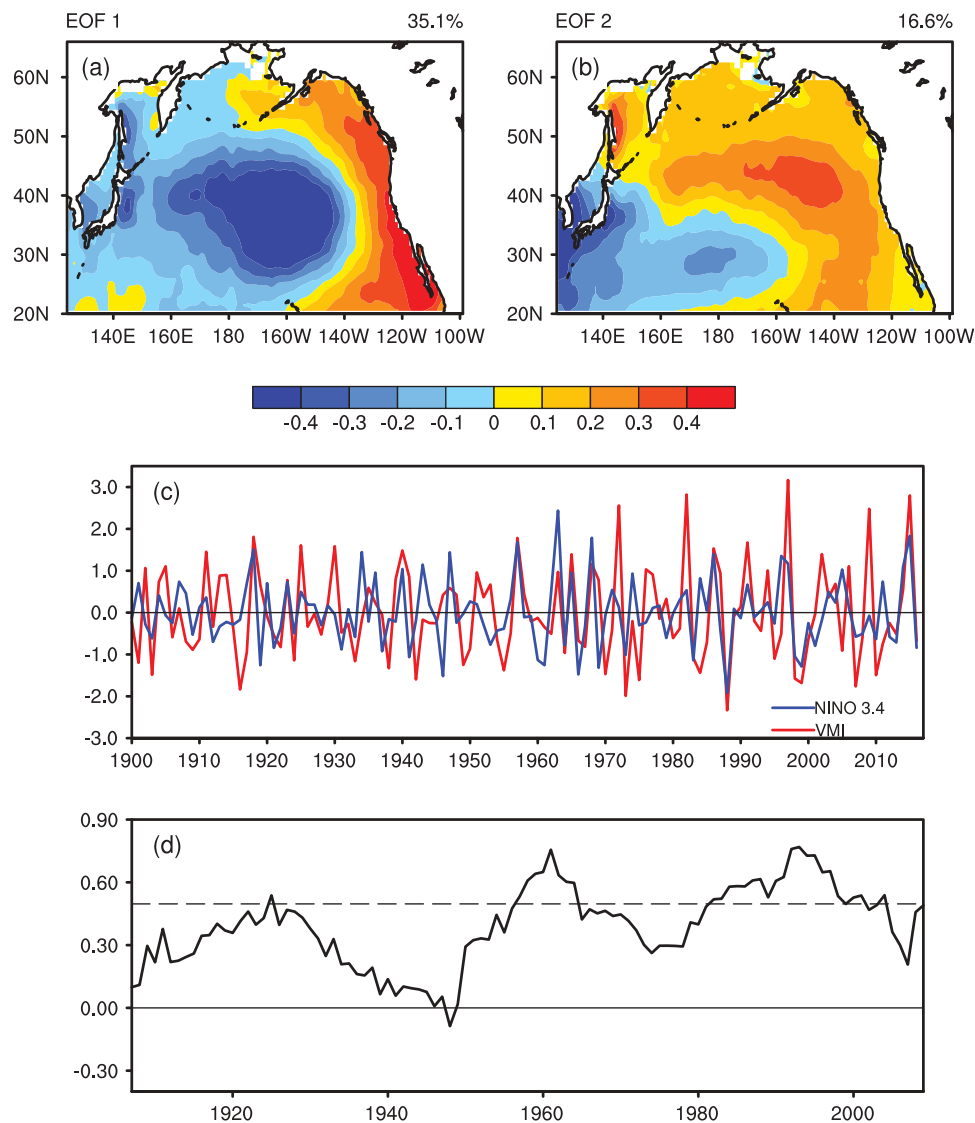 EOF 1 35.1% EOF 2 16.6%
(a) (b)
60N 60N
50N 50N
40N 40N
30N 30N
20N 20N
140E 160E 180 160W 140W 120W 100W 140E 160E 180 160W 140W 120W 100W
-0.4 -0.3 -0.2 -0.1 0 0.1 0.2 0.3 0.4
(c)
3.0
2.0
1.0
0.0
-1.0
-2.0
-3.0
NINO 3.4
VMI
1900 1910 1920 1930 1940 1950 1960 1970 1980 1990 2000 2010
(d)
0.90
0.60
0.30
0.00
-0.30
1920 1940 1960 1980 2000